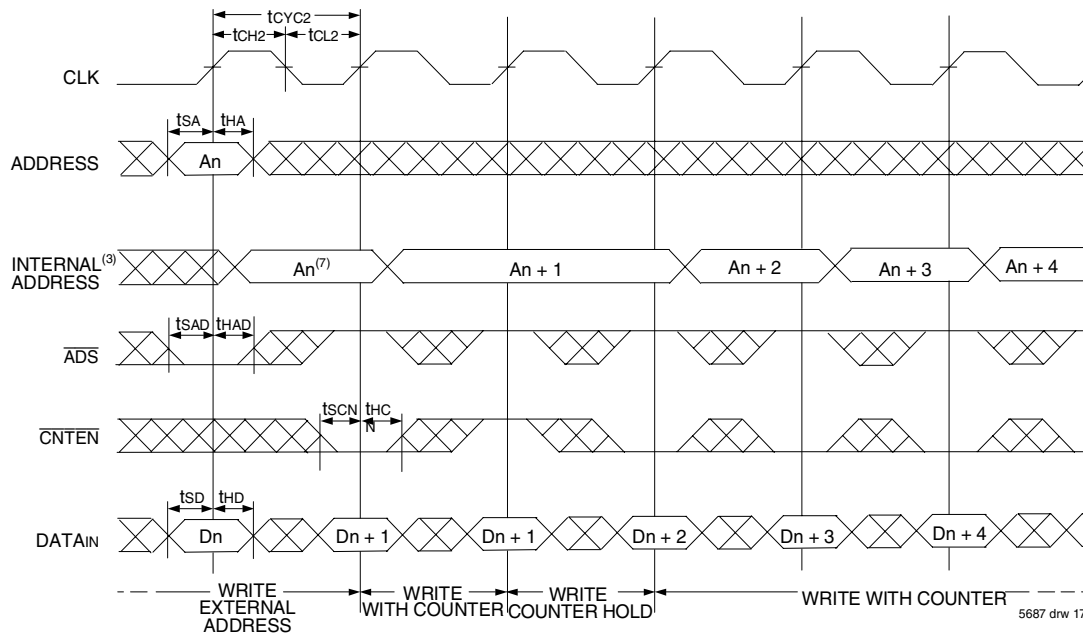 tCYC2
tCH2 tCL2
CLK
tSA tHA
ADDRESS An
INTERNAL(3)
ADDRESS
An(7) An + 1 An + 2 An + 3 An + 4
tSAD tHAD
ADS
tSCN tHC
N
CNTEN
tSD tHD
DATAIN Dn Dn + 1 Dn + 1 Dn + 2 Dn + 3 Dn + 4
WRITE
EXTERNAL
ADDRESS
WRITE
WITH COUNTER
WRITE
COUNTER HOLD
WRITE WITH COUNTER
5687 drw 17